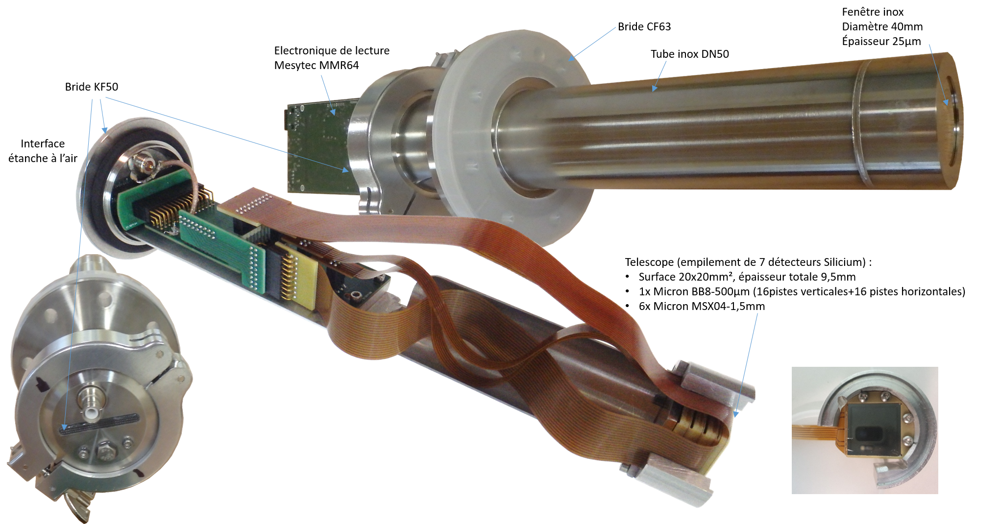 Fenêtre inox
Diamètre 40mm
Épaisseur 25µm
Bride CF63
Tube inox DN50
Electronique de lecture
Mesytec MMR64
Bride KF50
Interface
étanche à l’air
Telescope (empilement de 7 détecteurs Silicium) :
• Surface 20x20mm², épaisseur totale 9,5mm
• 1x Micron BB8-500µm (16pistes verticales+16 pistes horizontales)
• 6x Micron MSX04-1,5mm